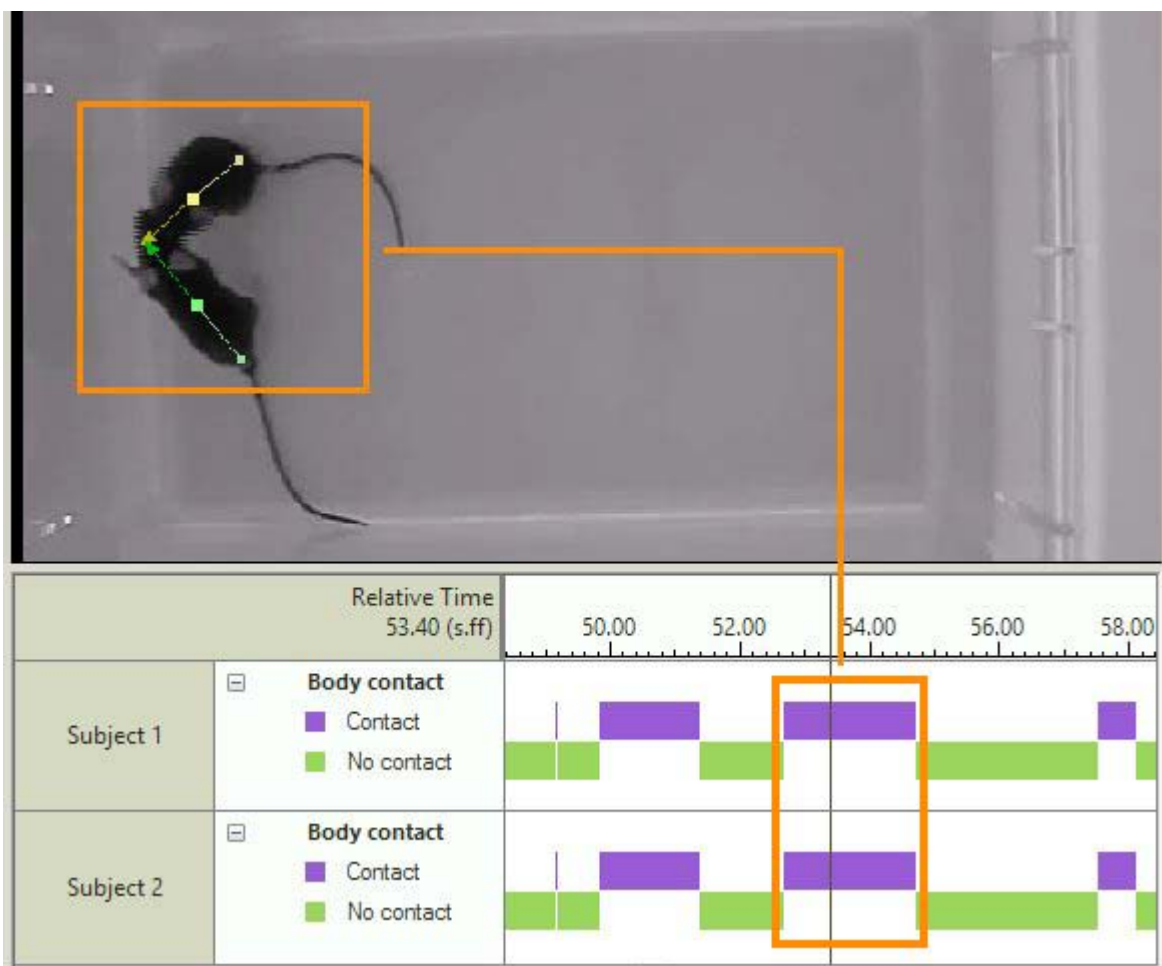 Relative Time
53.40 (s.ff)
50.00 52.00 54.00 56.00 58.00
Subject 1
Body contact
Contact
No contact
Subject 2
Body contact
Contact
No contact